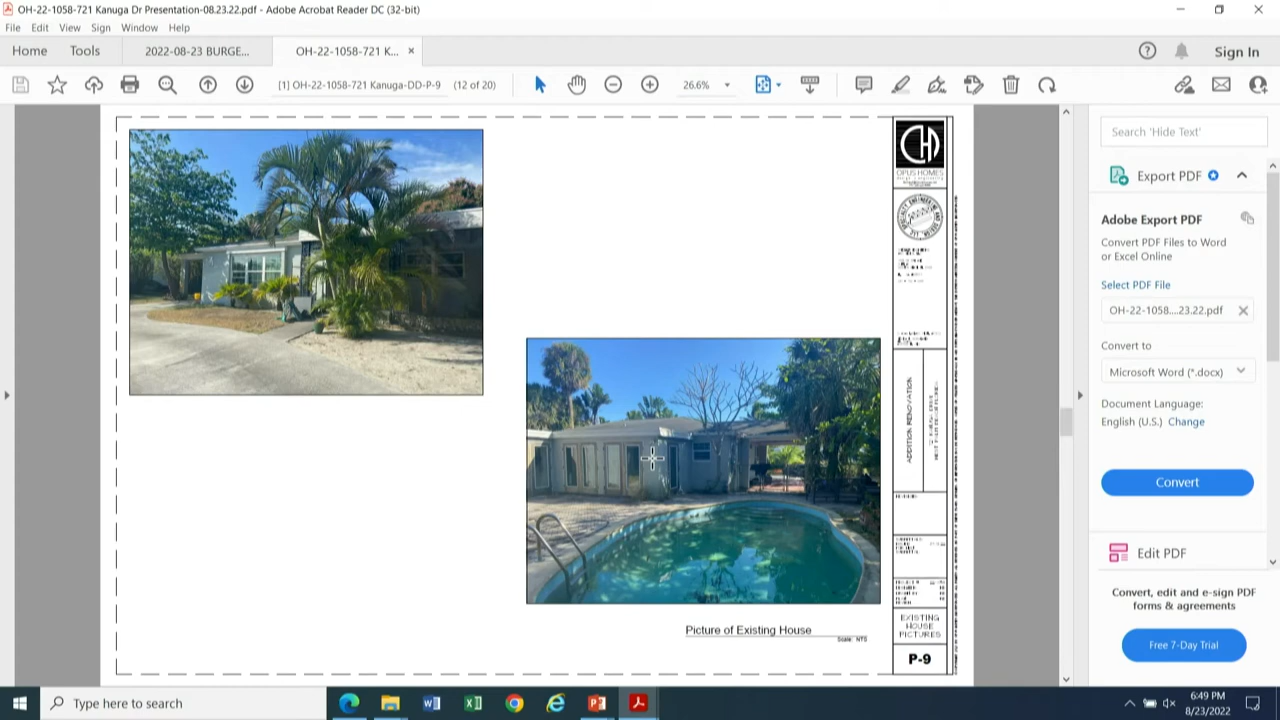 OH-22-1058-721 Kanuga Dr Presentation-08.23.22.pdf - Adobe Acrobat Reader DC (32-bit)
File Edit View Sign Window Help
Home Tools 2022-08-23 BURGE... OH-22-1058-721 K... × Sign In
[1] OH-22-1058-721 Kanuga-DD-P-9 (12 of 20) 26.6%
Search 'Hide Text'
Export PDF
Adobe Export PDF
Convert PDF Files to Word
or Excel Online
Select PDF File
OH-22-1058....23.22.pdf
Convert to
Microsoft Word (*.docx)
Document Language:
English (U.S.) Change
Convert
Edit PDF
Convert, edit and e-sign PDF
forms & agreements
Free 7-Day Trial
OPUS HOMES
ADDITION RENOVATION
Picture of Existing House
Scale: NTS
EXISTING
HOUSE
PICTURES
P-9
Type here to search
6:49 PM
8/23/2022